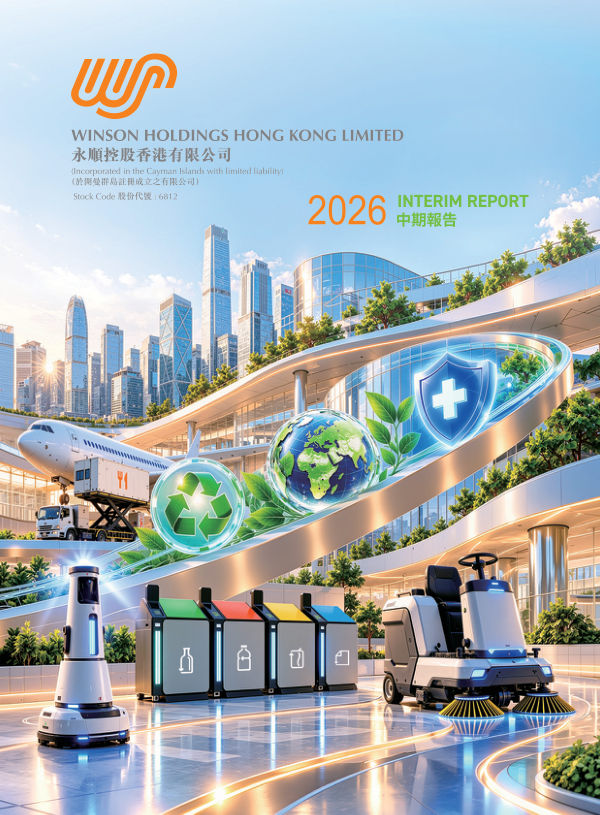 WINSON HOLDINGS HONG KONG LIMITED
永順控股香港有限公司
(Incorporated in the Cayman Islands with limited liability)
(於開曼群島註冊成立之有限公司)
Stock Code 股份代號 : 6812
2026 INTERIM REPORT
中期報告